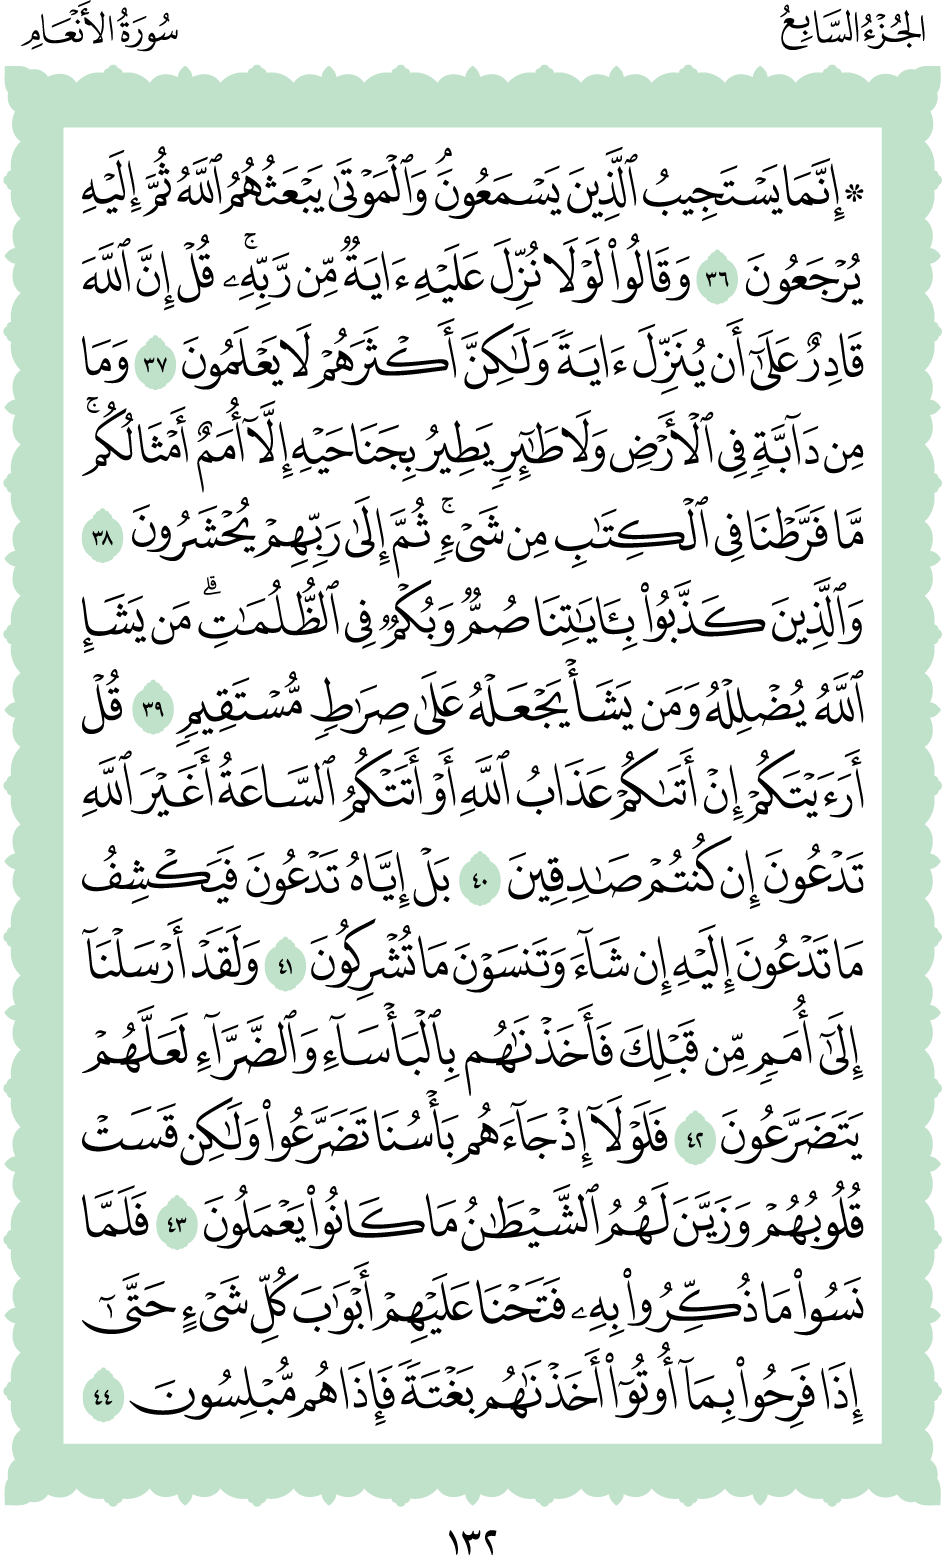 الجُزْءُ السَّابِعُ
سُورَةُ الأَنْعَامِ
* إِنَّمَا يَسْتَجِيبُ ٱلَّذِينَ يَسْمَعُونَۘ وَٱلْمَوْتَىٰ يَبْعَثُهُمُ ٱللَّهُ ثُمَّ إِلَيْهِ
يُرْجَعُونَ ٣٦ وَقَالُوا۟ لَوْلَا نُزِّلَ عَلَيْهِ ءَايَةٌ مِّن رَّبِّهِۦۚ قُلْ إِنَّ ٱللَّهَ
قَادِرٌ عَلَىٰٓ أَن يُنَزِّلَ ءَايَةً وَلَٰكِنَّ أَكْثَرَهُمْ لَا يَعْلَمُونَ ٣٧ وَمَا
مِن دَآبَّةٍ فِى ٱلْأَرْضِ وَلَا طَٰٓئِرٍ يَطِيرُ بِجَنَاحَيْهِ إِلَّآ أُمَمٌ أَمْثَالُكُمۚ
مَّا فَرَّطْنَا فِى ٱلْكِتَٰبِ مِن شَىْءٍۚ ثُمَّ إِلَىٰ رَبِّهِمْ يُحْشَرُونَ ٣٨
وَٱلَّذِينَ كَذَّبُوا۟ بِـَٔايَٰتِنَا صُمٌّ وَبُكْمٌ فِى ٱلظُّلُمَٰتِۗ مَن يَشَإِ
ٱللَّهُ يُضْلِلْهُ وَمَن يَشَأْ يَجْعَلْهُ عَلَىٰ صِرَٰطٍ مُّسْتَقِيمٍ ٣٩ قُلْ
أَرَءَيْتَكُمْ إِنْ أَتَىٰكُمْ عَذَابُ ٱللَّهِ أَوْ أَتَتْكُمُ ٱلسَّاعَةُ أَغَيْرَ ٱللَّهِ
تَدْعُونَ إِن كُنتُمْ صَٰدِقِينَ ٤٠ بَلْ إِيَّاهُ تَدْعُونَ فَيَكْشِفُ
مَا تَدْعُونَ إِلَيْهِ إِن شَآءَ وَتَنسَوْنَ مَا تُشْرِكُونَ ٤١ وَلَقَدْ أَرْسَلْنَآ
إِلَىٰٓ أُمَمٍ مِّن قَبْلِكَ فَأَخَذْنَٰهُم بِٱلْبَأْسَآءِ وَٱلضَّرَّآءِ لَعَلَّهُمْ
يَتَضَرَّعُونَ ٤٢ فَلَوْلَآ إِذْ جَآءَهُم بَأْسُنَا تَضَرَّعُوا۟ وَلَٰكِن قَسَتْ
قُلُوبُهُمْ وَزَيَّنَ لَهُمُ ٱلشَّيْطَٰنُ مَا كَانُوا۟ يَعْمَلُونَ ٤٣ فَلَمَّا
نَسُوا۟ مَا ذُكِّرُوا۟ بِهِۦ فَتَحْنَا عَلَيْهِمْ أَبْوَٰبَ كُلِّ شَىْءٍ حَتَّىٰٓ
إِذَا فَرِحُوا۟ بِمَآ أُوتُوٓا۟ أَخَذْنَٰهُم بَغْتَةً فَإِذَا هُم مُّبْلِسُونَ ٤٤
١٣٢